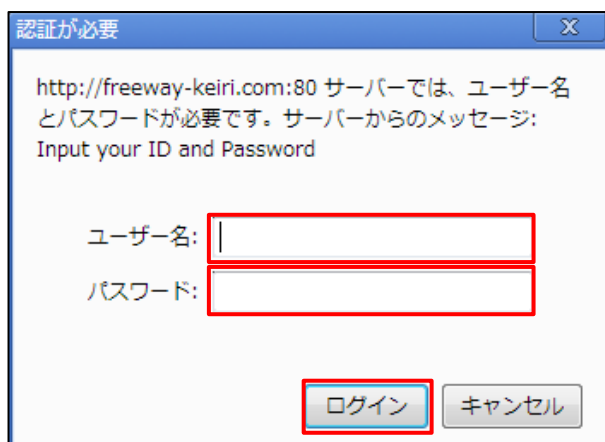 認証が必要
X
http://freeway-keiri.com:80 サーバーでは、ユーザー名
とパスワードが必要です。サーバーからのメッセージ:
Input your ID and Password
ユーザー名:
パスワード:
ログイン キャンセル